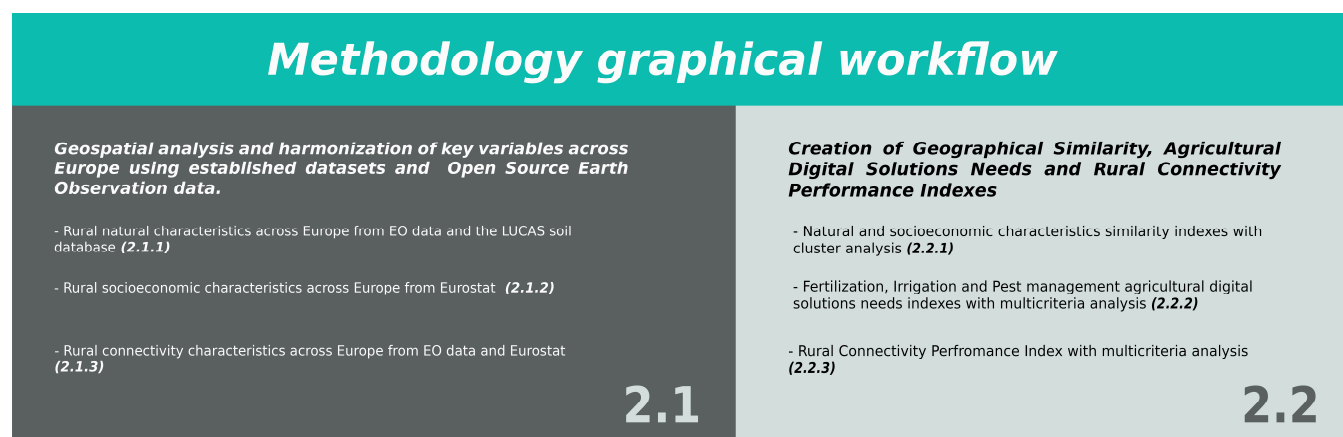 Methodology graphical workflow
Geospatial analysis and harmonization of key variables across
Europe using established datasets and Open Source Earth
Observation data.
- Rural natural characteristics across Europe from EO data and the LUCAS soil
database (2.1.1)
- Rural socioeconomic characteristics across Europe from Eurostat (2.1.2)
- Rural connectivity characteristics across Europe from EO data and Eurostat
(2.1.3)
2.1
Creation of Geographical Similarity, Agricultural
Digital Solutions Needs and Rural Connectivity
Performance Indexes
- Natural and socioeconomic characteristics similarity indexes with
cluster analysis (2.2.1)
- Fertilization, Irrigation and Pest management agricultural digital
solutions needs indexes with multicriteria analysis (2.2.2)
- Rural Connectivity Perfromance Index with multicriteria analysis
(2.2.3)
2.2